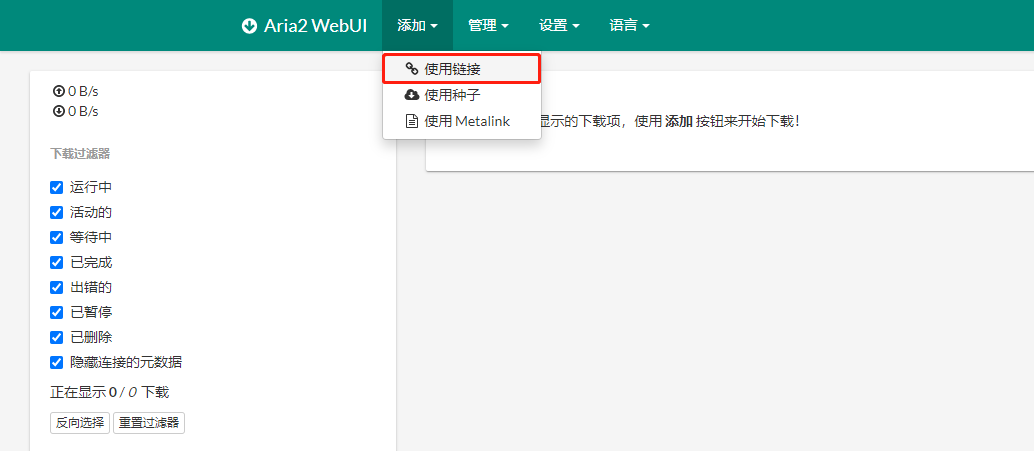 Aria2 WebUI 添加 管理 设置 语言
使用链接
使用种子
使用 Metalink
0 B/s
0 B/s
下载过滤器
运行中
活动的
等待中
已完成
出错的
已暂停
已删除
隐藏连接的元数据
正在显示 0 / 0 下载
反向选择 重置过滤器
显示的下载项，使用 添加 按钮来开始下载！